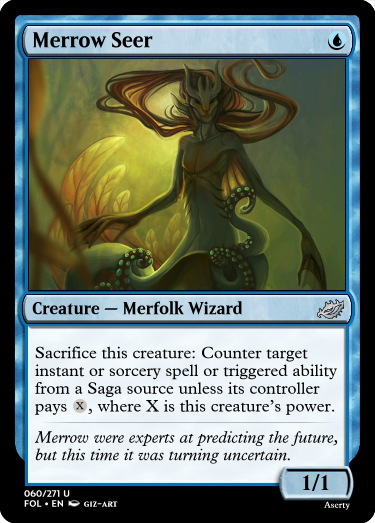 Merrow Seer
Creature — Merfolk Wizard
Sacrifice this creature: Counter target
instant or sorcery spell or triggered ability
from a Saga source unless its controller
pays X, where X is this creature's power.
Merrow were experts at predicting the future,
but this time it was turning uncertain.
1/1
060/271 U
FOL • EN GIZ-ART
Aserty